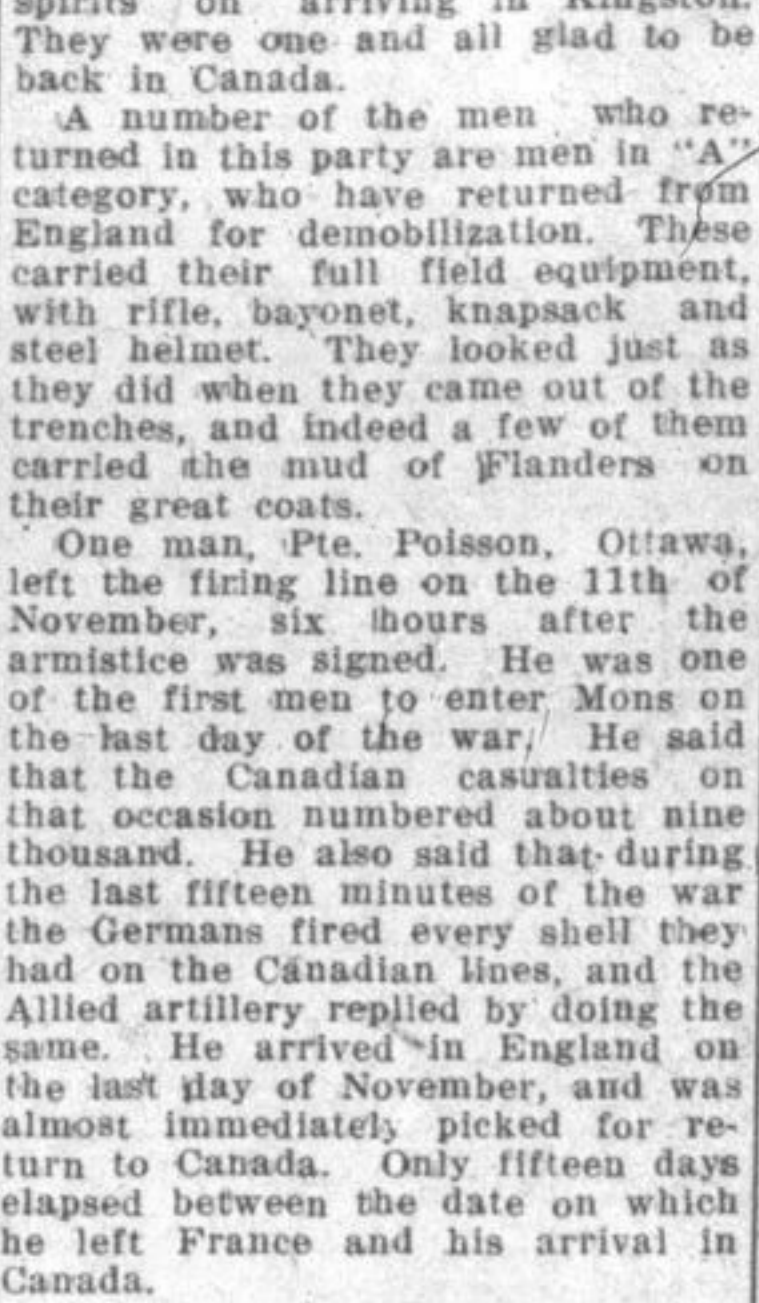 spirits on arriving in Kingston.
They were one and all glad to be
back in Canada.
A number of the men who re-
turned in this party are men in "A"
category, who have returned from
England for demobilization. These
carried their full field equipment,
with rifle, bayonet, knapsack and
steel helmet. They looked just as
they did when they came out of the
trenches, and indeed a few of them
carried the mud of Flanders on
their great coats.
One man, Pte. Poisson, Ottawa,
left the firing line on the 11th of
November, six hours after the
armistice was signed. He was one
of the first men to enter Mons on
the last day of the war. He said
that the Canadian casualties on
that occasion numbered about nine
thousand. He also said that during
the last fifteen minutes of the war
the Germans fired every shell they
had on the Canadian lines, and the
Allied artillery replied by doing the
same. He arrived in England on
the last day of November, and was
almost immediately picked for re-
turn to Canada. Only fifteen days
elapsed between the date on which
he left France and his arrival in
Canada.